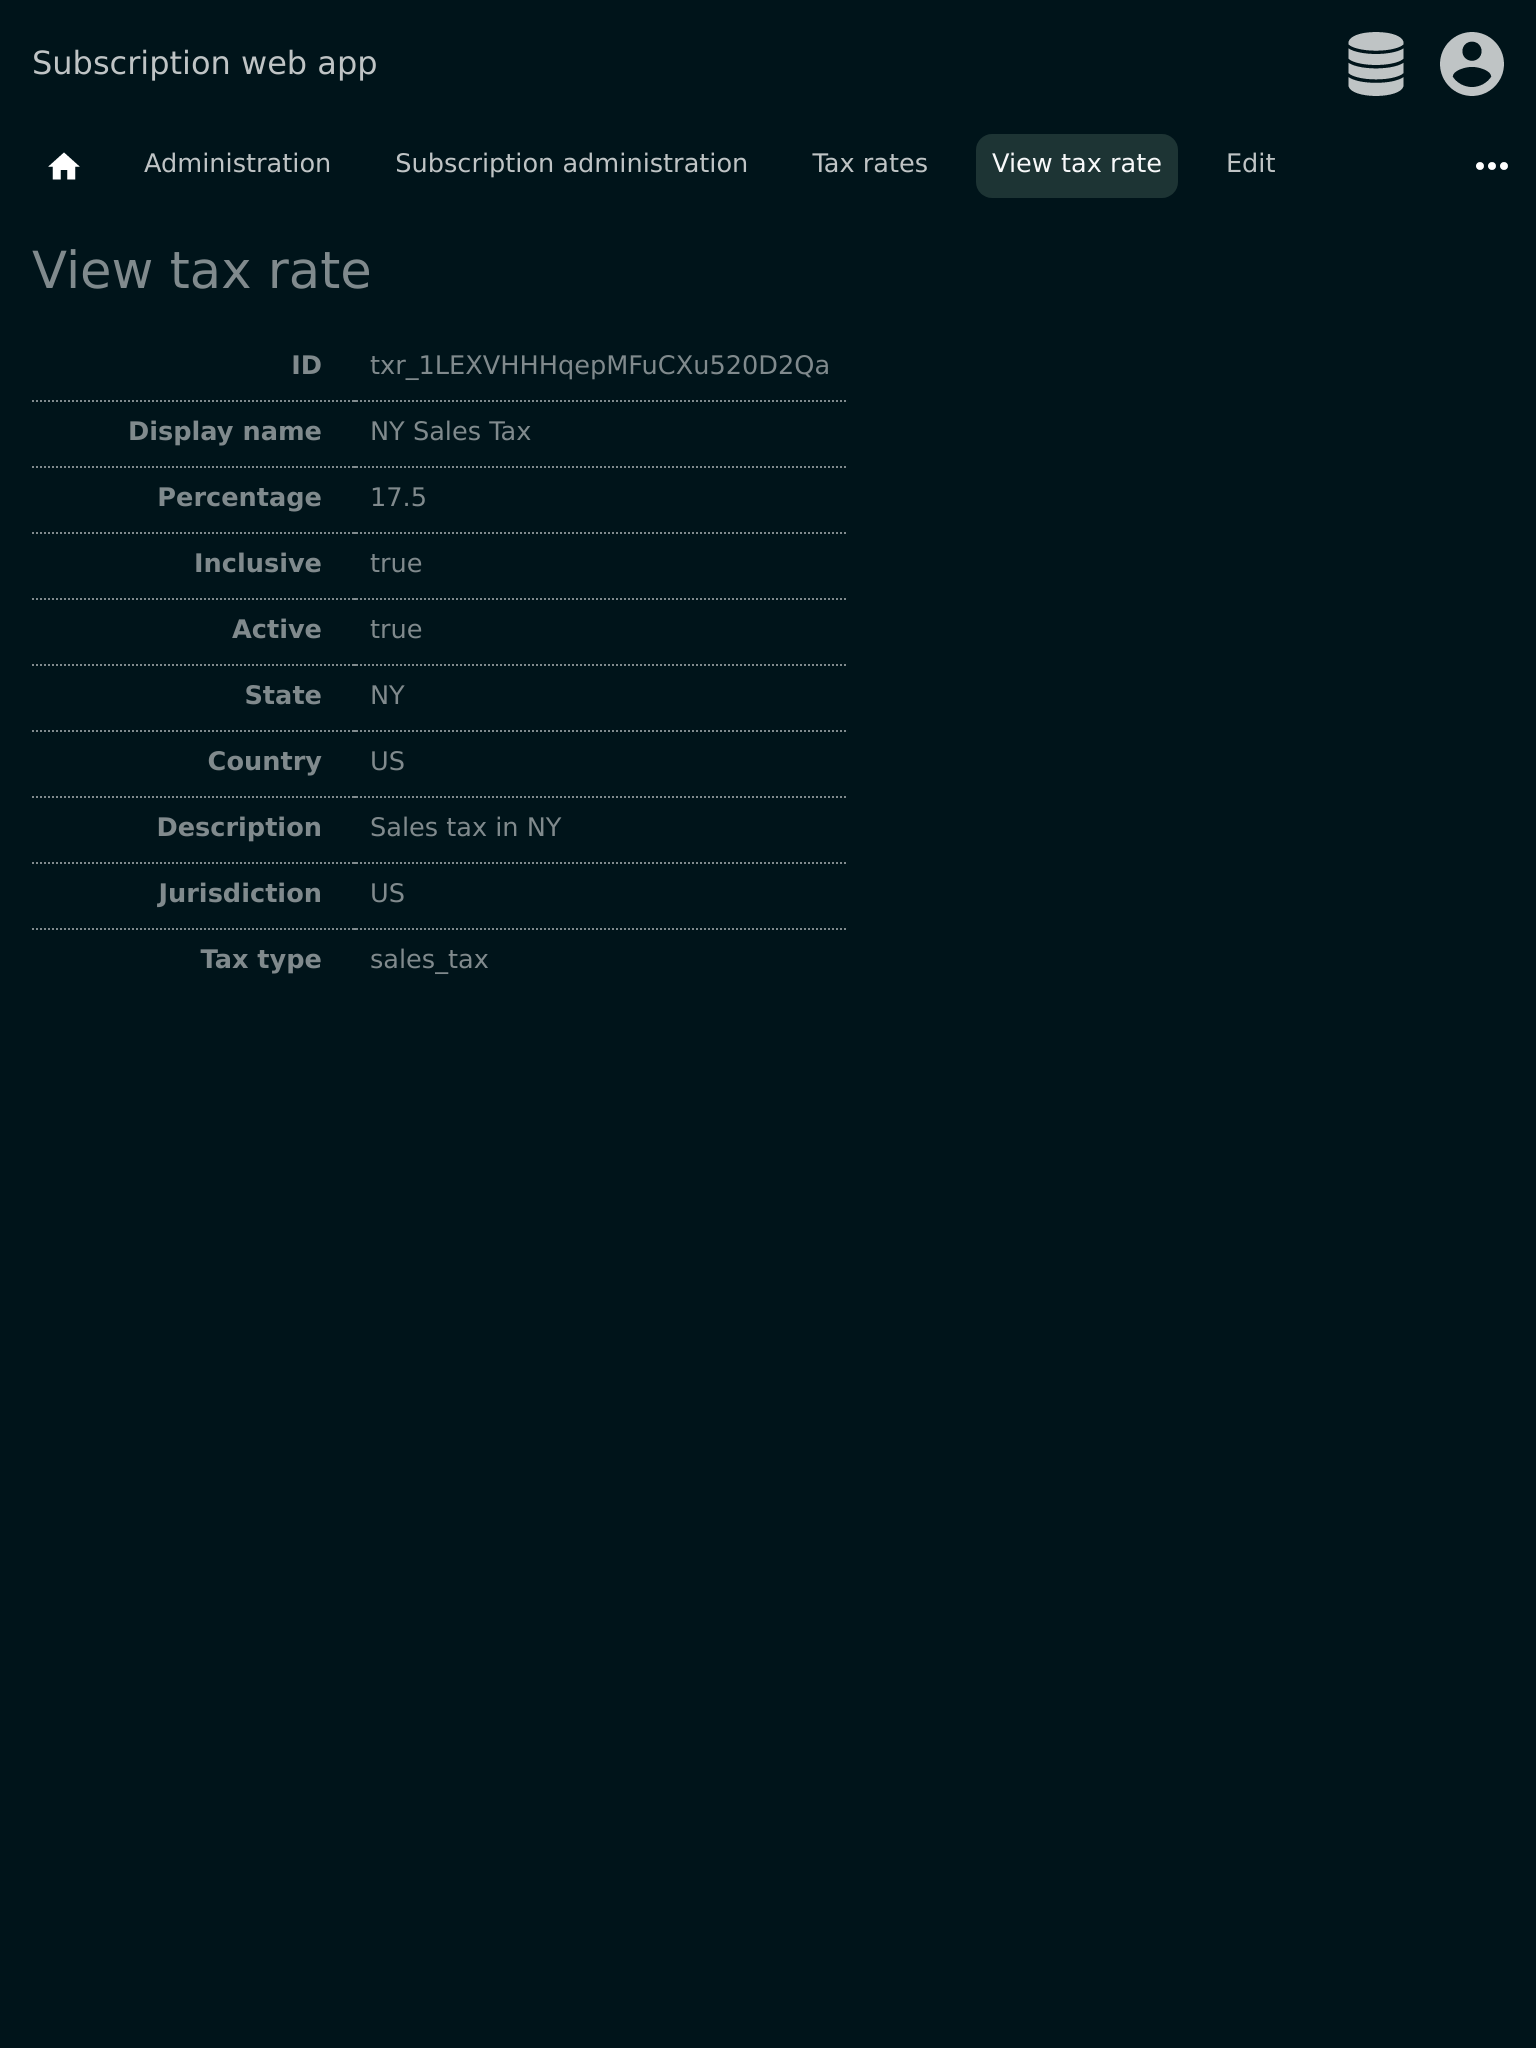 Subscription web app
Administration Subscription administration Tax rates View tax rate Edit
View tax rate
ID txr_1LEXVHHHqepMFuCXu520D2Qa
Display name NY Sales Tax
Percentage 17.5
Inclusive true
Active true
State NY
Country US
Description Sales tax in NY
Jurisdiction US
Tax type sales_tax